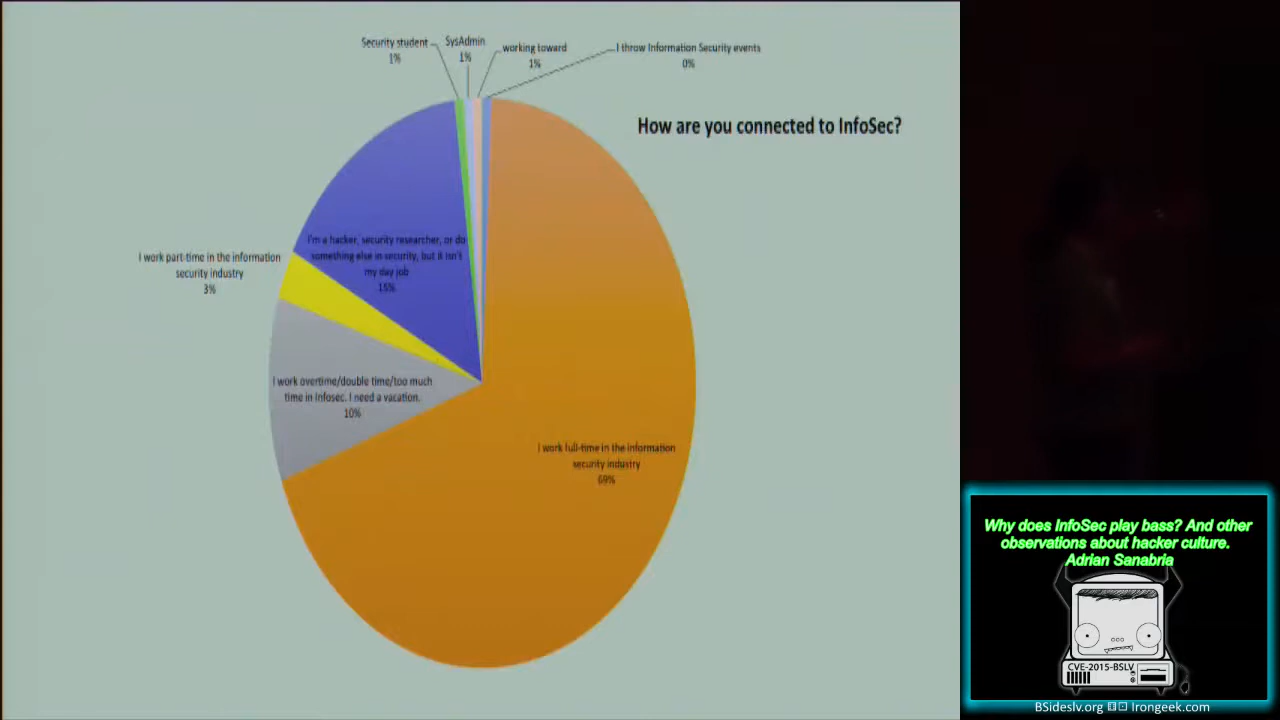 Security student
1%
SysAdmin
1%
working toward
1%
I throw Information Security events
0%
How are you connected to InfoSec?
I'm a hacker, security researcher, or do
something else in security, but it isn't
my day job
15%
I work part-time in the information
security industry
3%
I work overtime/double time/too much
time in Infosec. I need a vacation.
10%
I work full-time in the information
security industry
69%
Why does InfoSec play bass? And other
observations about hacker culture.
Adrian Sanabria
CVE-2015-BSLV
BSideslv.org ⚅⚀ Irongeek.com